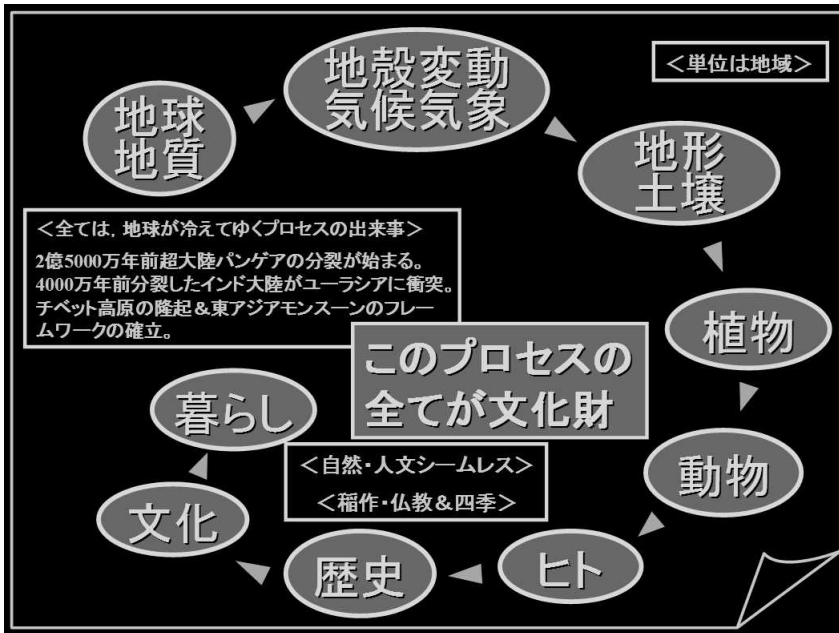 地殻変動
気候気象
<単位は地域>
地球
地質
地形
土壌
<全ては,地球が冷えてゆくプロセスの出来事>
2億5000万年前超大陸パンゲアの分裂が始まる。
4000万年前分裂したインド大陸がユーラシアに衝突。
チベット高原の隆起&東アジアモンスーンのフレー
ムワークの確立。
植物
このプロセスの
全てが文化財
暮らし
動物
<自然・人文シームレス>
<稲作・仏教&四季>
文化
歴史
ヒト